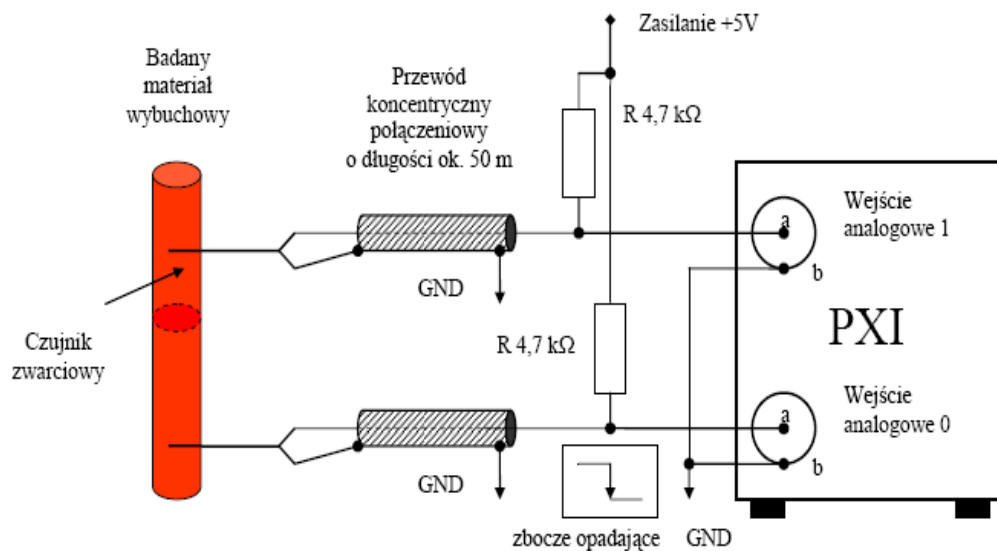 Zasilanie +5V
Badany
materiał
wybuchowy
Przewód
koncentryczny
połączeniowy
o długości ok. 50 m
R 4,7 kΩ
Wejście
analogowe 1
a
b
GND
Czujnik
zwarciowy
R 4,7 kΩ
PXI
Wejście
analogowe 0
a
b
GND
zbocze opadające
GND